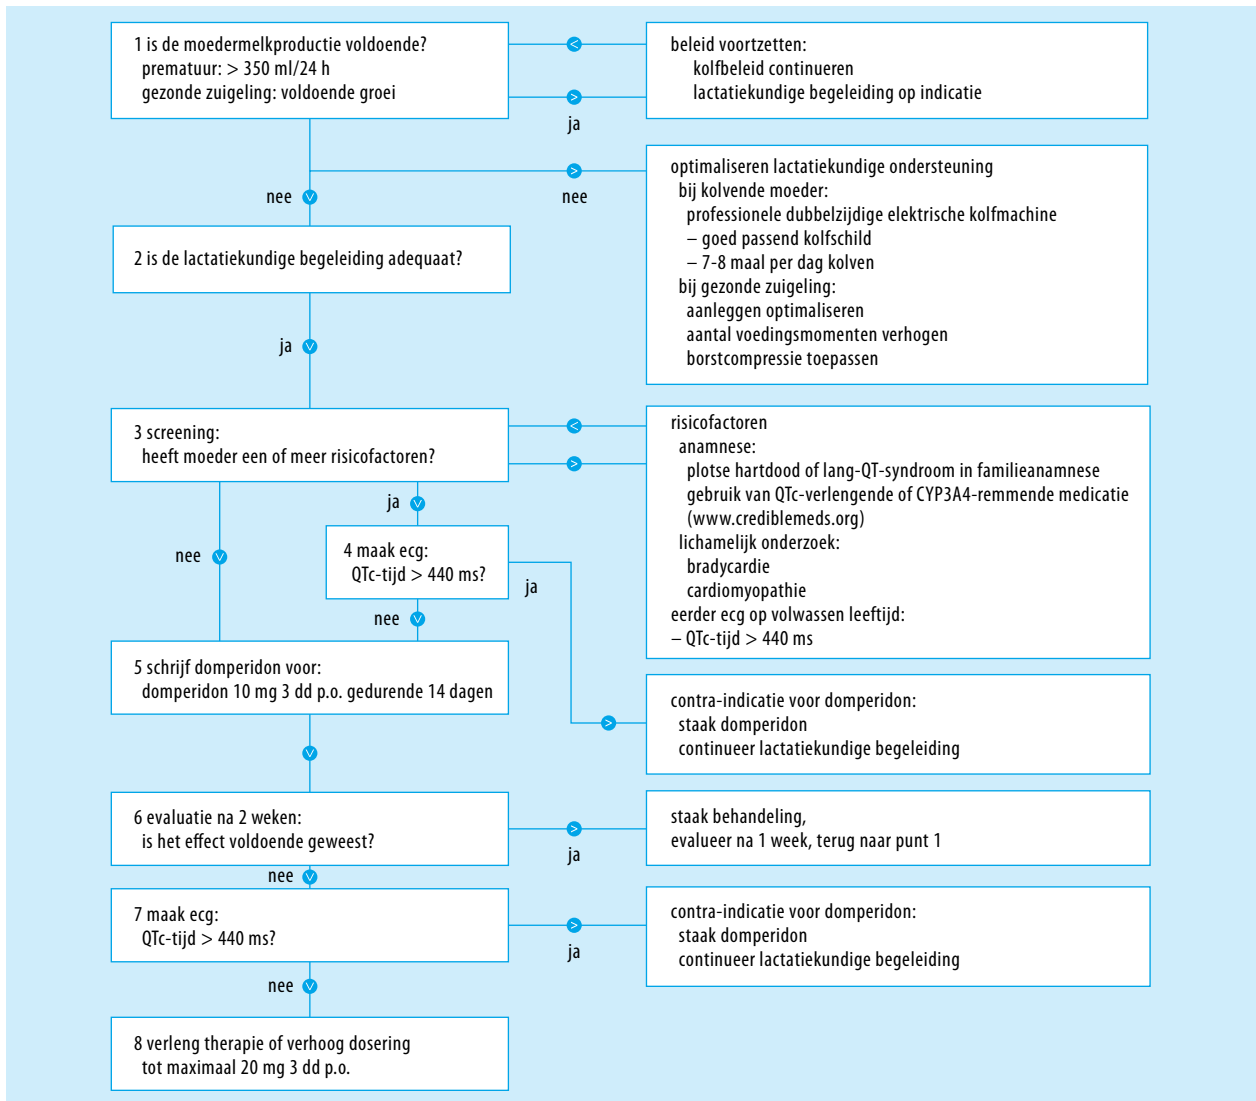 1 is de moedermelkproductie voldoende?
prematuur: > 350 ml/24 h
gezonde zuigeling: voldoende groei
ja
beleid voortzetten:
kolfbeleid continueren
lactatiekundige begeleiding op indicatie
nee
nee
optimaliseren lactatiekundige ondersteuning
bij kolvende moeder:
professionele dubbelzijdige elektrische kolfmachine
– goed passend kolfschild
– 7-8 maal per dag kolven
bij gezonde zuigeling:
aanleggen optimaliseren
aantal voedingsmomenten verhogen
borstcompressie toepassen
2 is de lactatiekundige begeleiding adequaat?
ja
3 screening:
heeft moeder een of meer risicofactoren?
risicofactoren
anamnese:
plotse hartdood of lang-QT-syndroom in familieanamnese
gebruik van QTc-verlengende of CYP3A4-remmende medicatie
(www.crediblemeds.org)
lichamelijk onderzoek:
bradycardie
cardiomyopathie
eerder ecg op volwassen leeftijd:
– QTc-tijd > 440 ms
ja
nee
4 maak ecg:
QTc-tijd > 440 ms?
ja
nee
5 schrijf domperidon voor:
domperidon 10 mg 3 dd p.o. gedurende 14 dagen
contra-indicatie voor domperidon:
staak domperidon
continueer lactatiekundige begeleiding
6 evaluatie na 2 weken:
is het effect voldoende geweest?
ja
staak behandeling,
evalueer na 1 week, terug naar punt 1
nee
7 maak ecg:
QTc-tijd > 440 ms?
ja
contra-indicatie voor domperidon:
staak domperidon
continueer lactatiekundige begeleiding
nee
8 verleng therapie of verhoog dosering
tot maximaal 20 mg 3 dd p.o.